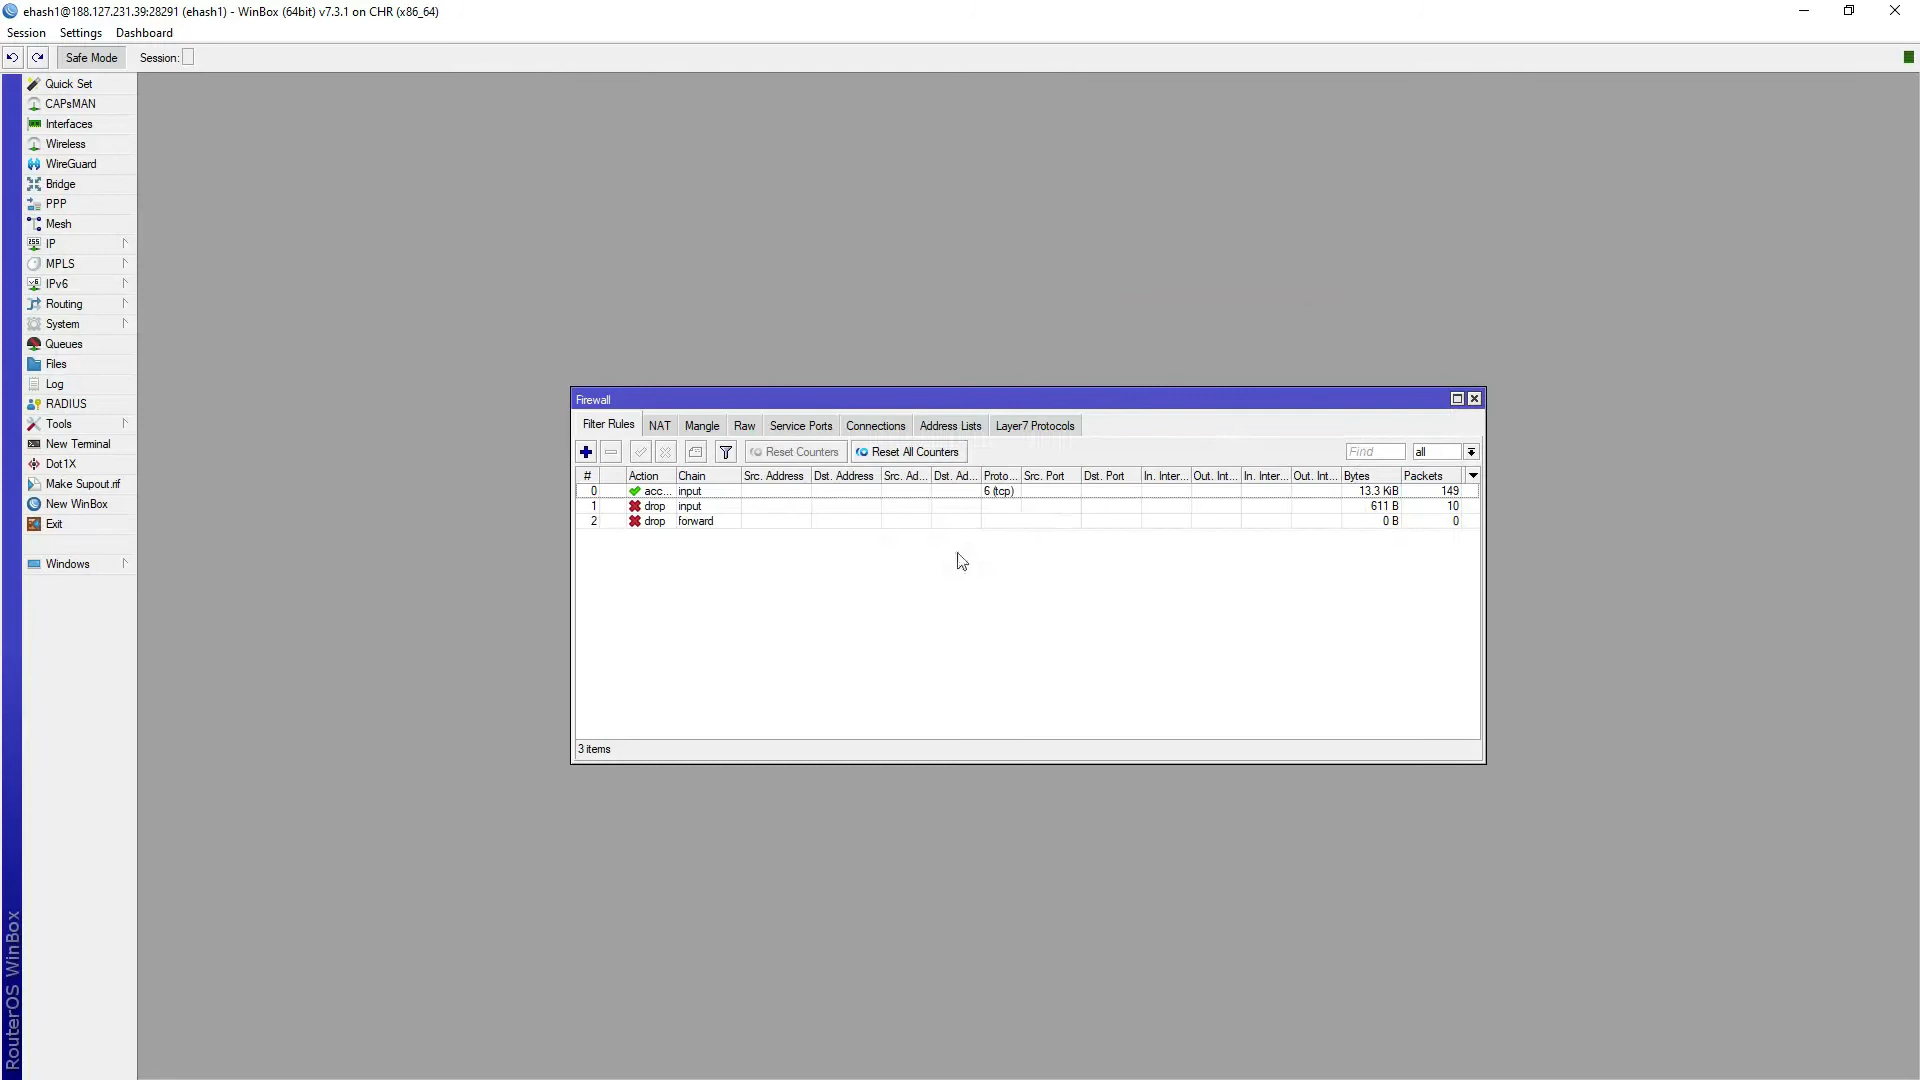 ehash1@188.127.231.39:28291 (ehash1) - WinBox (64bit) v7.3.1 on CHR (x86_64)
Session Settings Dashboard
Safe Mode Session:
Quick Set
CAPsMAN
Interfaces
Wireless
WireGuard
Bridge
PPP
Mesh
IP
MPLS
IPv6
Routing
System
Queues
Files
Log
RADIUS
Tools
New Terminal
Dot1X
Make Supout.rif
New WinBox
Exit
Windows
RouterOS WinBox
Firewall
Filter Rules NAT Mangle Raw Service Ports Connections Address Lists Layer7 Protocols
Reset Counters Reset All Counters Find all
# Action Chain Src. Address Dst. Address Src. Ad... Dst. Ad... Proto... Src. Port Dst. Port In. Inter... Out. Int... In. Inter... Out. Int... Bytes Packets
0 acc... input 6 (tcp) 13.3 KiB 149
1 drop input 611 B 10
2 drop forward 0 B 0
3 items